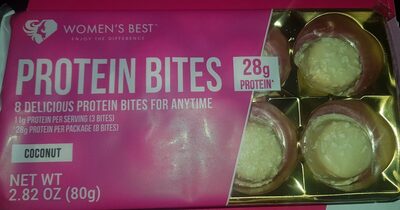 WOMEN'S BEST™
ENJOY THE DIFFERENCE
PROTEIN BITES
28g
PROTEIN*
8 DELICIOUS PROTEIN BITES FOR ANYTIME
11g PROTEIN PER SERVING (3 BITES)
28g PROTEIN PER PACKAGE (8 BITES)
COCONUT
NET WT
2.82 OZ (80g)